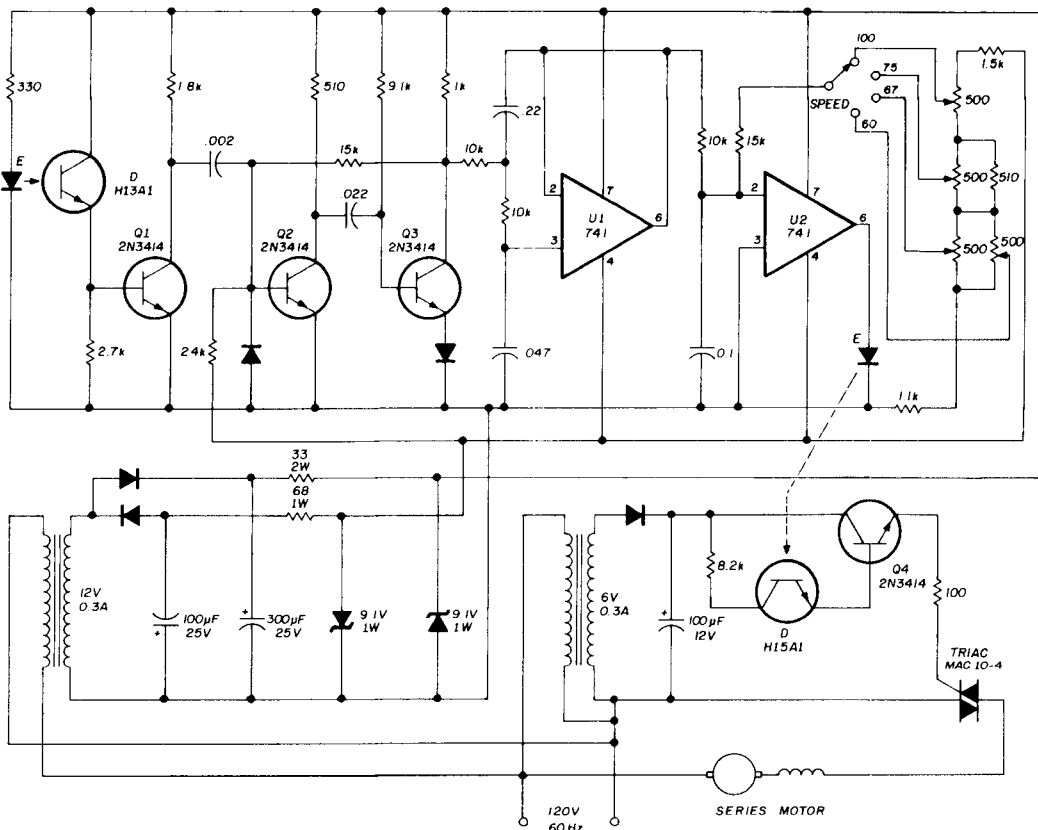 330
E
D
H13A1
1.8k
.002
Q1
2N3414
2.7k
24k
510
15k
.022
Q2
2N3414
9.1k
1k
10k
Q3
2N3414
.22
10k
.047
2
3
U1
741
7
6
4
10k
15k
0.1
2
3
U2
741
7
6
4
E
SPEED
100
75
67
60
1.5k
500
500
510
500
500
1.1k
33
2W
68
1W
12V
0.3A
100µF
25V
+
+
300µF
25V
9.1V
1W
9.1V
1W
6V
0.3A
+
100µF
12V
8.2k
D
H15A1
Q4
2N3414
100
TRIAC
MAC 10-4
SERIES MOTOR
120V
60Hz